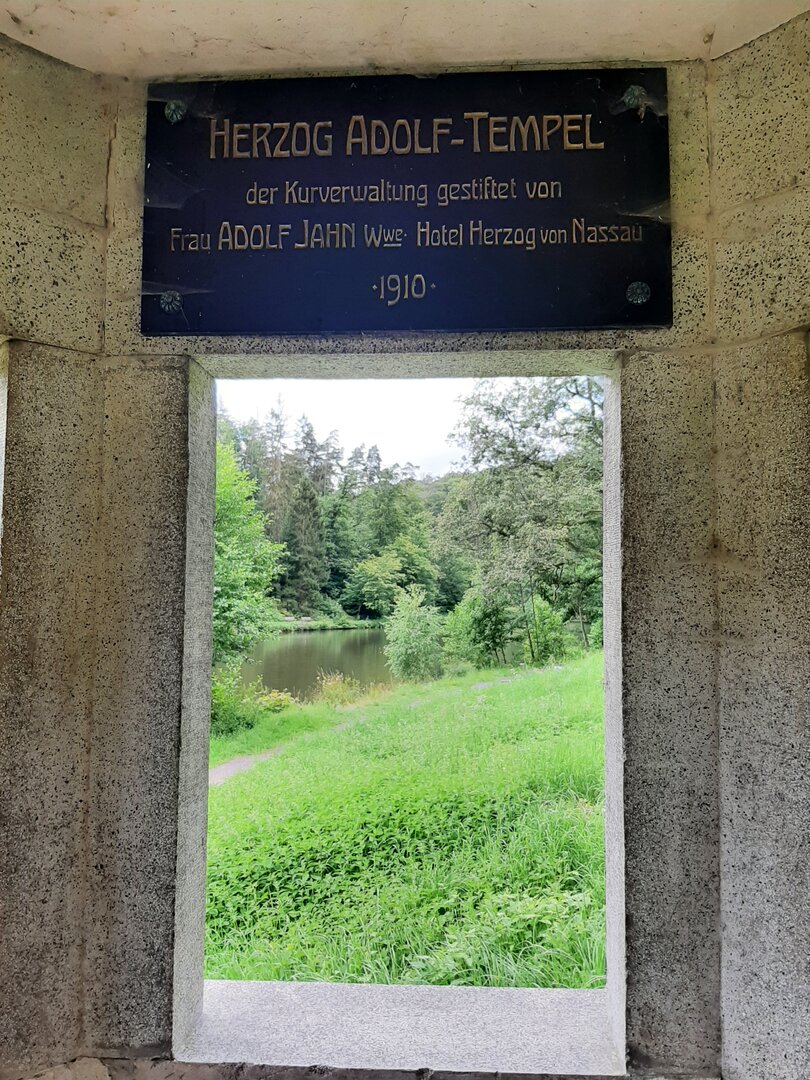 HERZOG ADOLF-TEMPEL
der Kurverwaltung gestiftet von
Frau ADOLF JAHN Wwe· Hotel Herzog von Nassau
·1910·